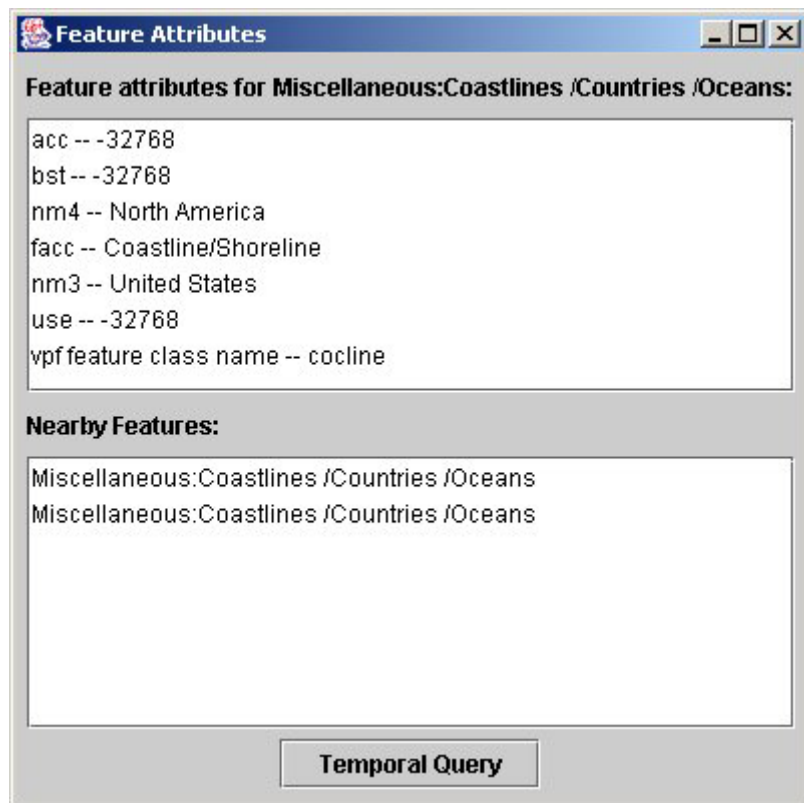 Feature Attributes
Feature attributes for Miscellaneous:Coastlines /Countries /Oceans:
acc -- -32768
bst -- -32768
nm4 -- North America
facc -- Coastline/Shoreline
nm3 -- United States
use -- -32768
vpf feature class name -- cocline
Nearby Features:
Miscellaneous:Coastlines /Countries /Oceans
Miscellaneous:Coastlines /Countries /Oceans
Temporal Query